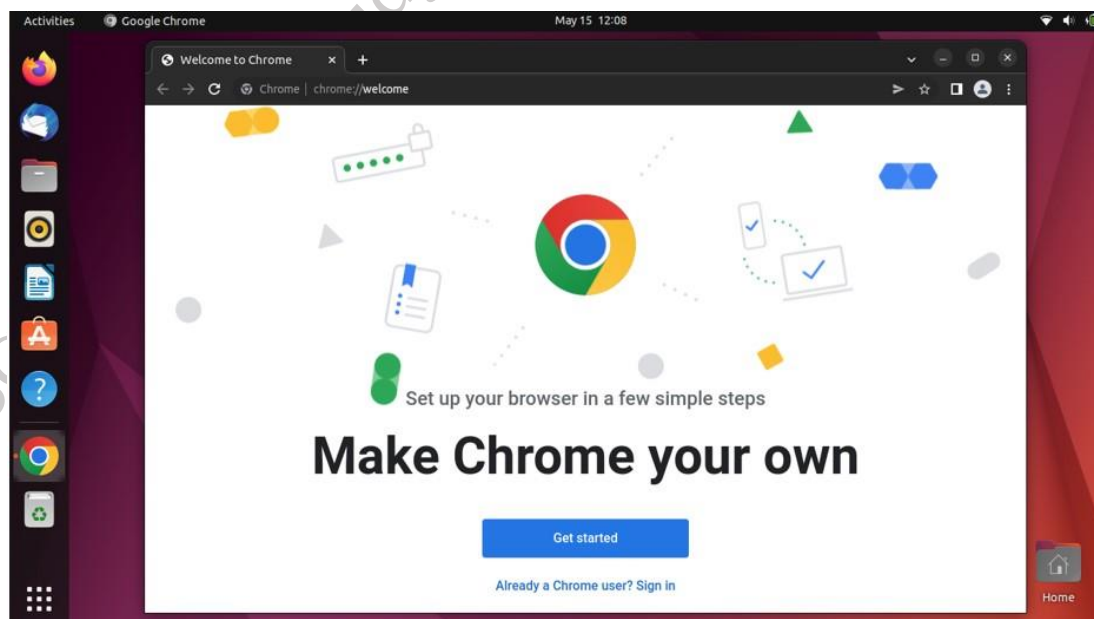 Activities Google Chrome May 15 12:08
Welcome to Chrome
Chrome | chrome://welcome
Set up your browser in a few simple steps
Make Chrome your own
Get started
Already a Chrome user? Sign in
Home